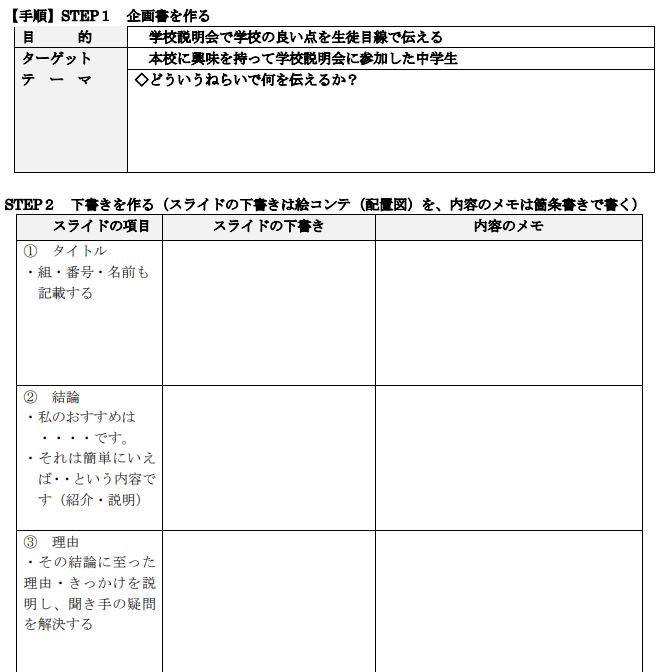 【手順】STEP１　企画書を作る
目　　　的　　学校説明会で学校の良い点を生徒目線で伝える
ターゲット　　本校に興味を持って学校説明会に参加した中学生
テ　ー　マ　◇どういうねらいで何を伝えるか？
STEP２　下書きを作る（スライドの下書きは絵コンテ（配置図）を、内容のメモは箇条書きで書く）
スライドの項目　スライドの下書き　内容のメモ
①　タイトル
・組・番号・名前も
記載する
②　結論
・私のおすすめは
・・・・です。
・それは簡単にいえ
ば・・という内容で
す（紹介・説明）
③　理由
・その結論に至った
理由・きっかけを説
明し、聞き手の疑問
を解決する